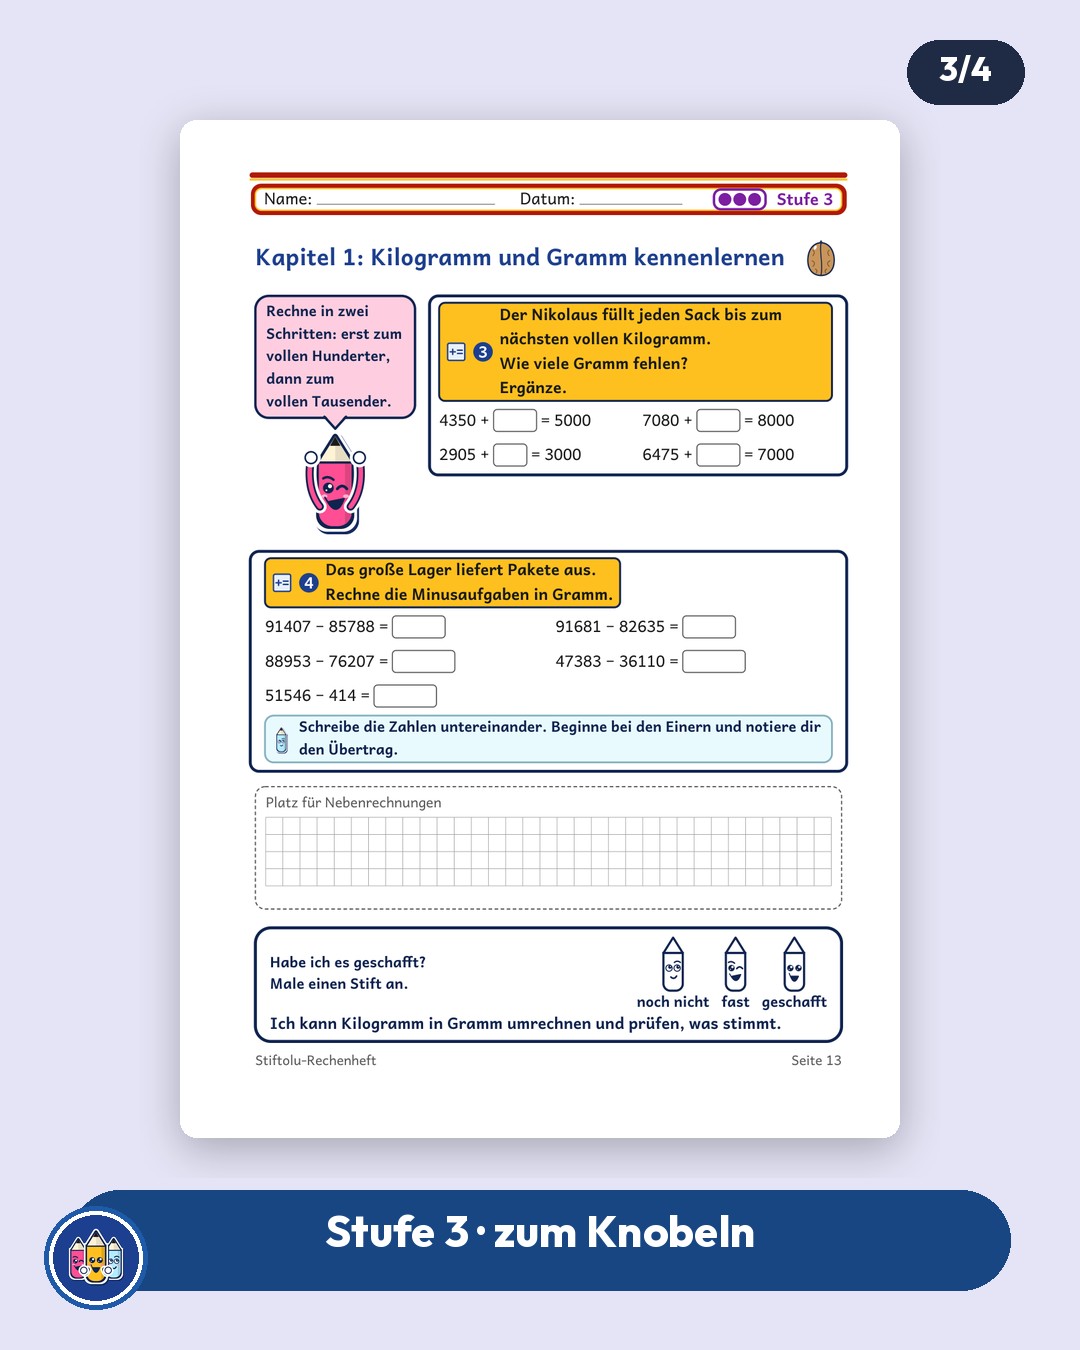 3/4
Name: Datum: Stufe 3
Kapitel 1: Kilogramm und Gramm kennenlernen
Rechne in zwei
Schritten: erst zum
vollen Hunderter,
dann zum
vollen Tausender.
+= 3
Der Nikolaus füllt jeden Sack bis zum
nächsten vollen Kilogramm.
Wie viele Gramm fehlen?
Ergänze.
4350 + = 5000 7080 + = 8000
2905 + = 3000 6475 + = 7000
+= 4
Das große Lager liefert Pakete aus.
Rechne die Minusaufgaben in Gramm.
91407 − 85788 = 91681 − 82635 =
88953 − 76207 = 47383 − 36110 =
51546 − 414 =
Schreibe die Zahlen untereinander. Beginne bei den Einern und notiere dir
den Übertrag.
Platz für Nebenrechnungen
Habe ich es geschafft?
Male einen Stift an.
noch nicht fast geschafft
Ich kann Kilogramm in Gramm umrechnen und prüfen, was stimmt.
Stiftolu-Rechenheft Seite 13
Stufe 3 · zum Knobeln